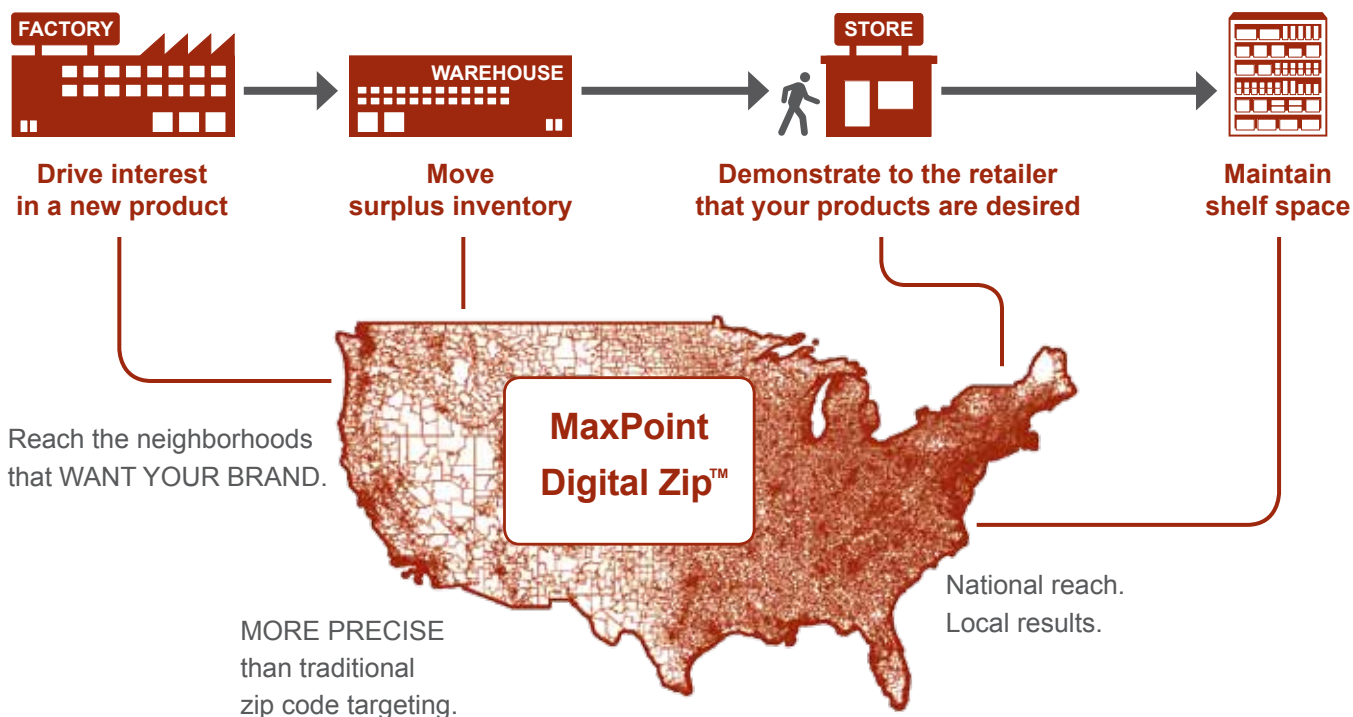 FACTORY
WAREHOUSE
STORE
Drive interest
in a new product
Move
surplus inventory
Demonstrate to the retailer
that your products are desired
Maintain
shelf space
MaxPoint
Digital Zip™
Reach the neighborhoods
that WANT YOUR BRAND.
National reach.
Local results.
MORE PRECISE
than traditional
zip code targeting.